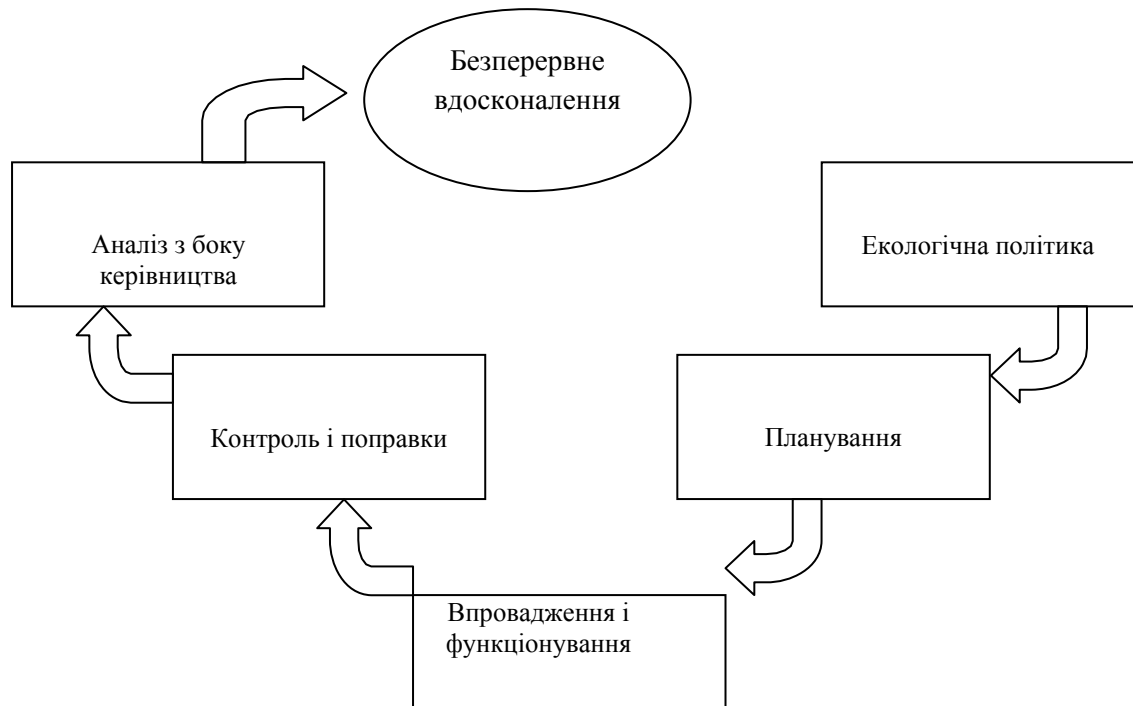 Безперервне
вдосконалення
Аналіз з боку
керівництва
Екологічна політика
Контроль і поправки
Планування
Впровадження і
функціонування